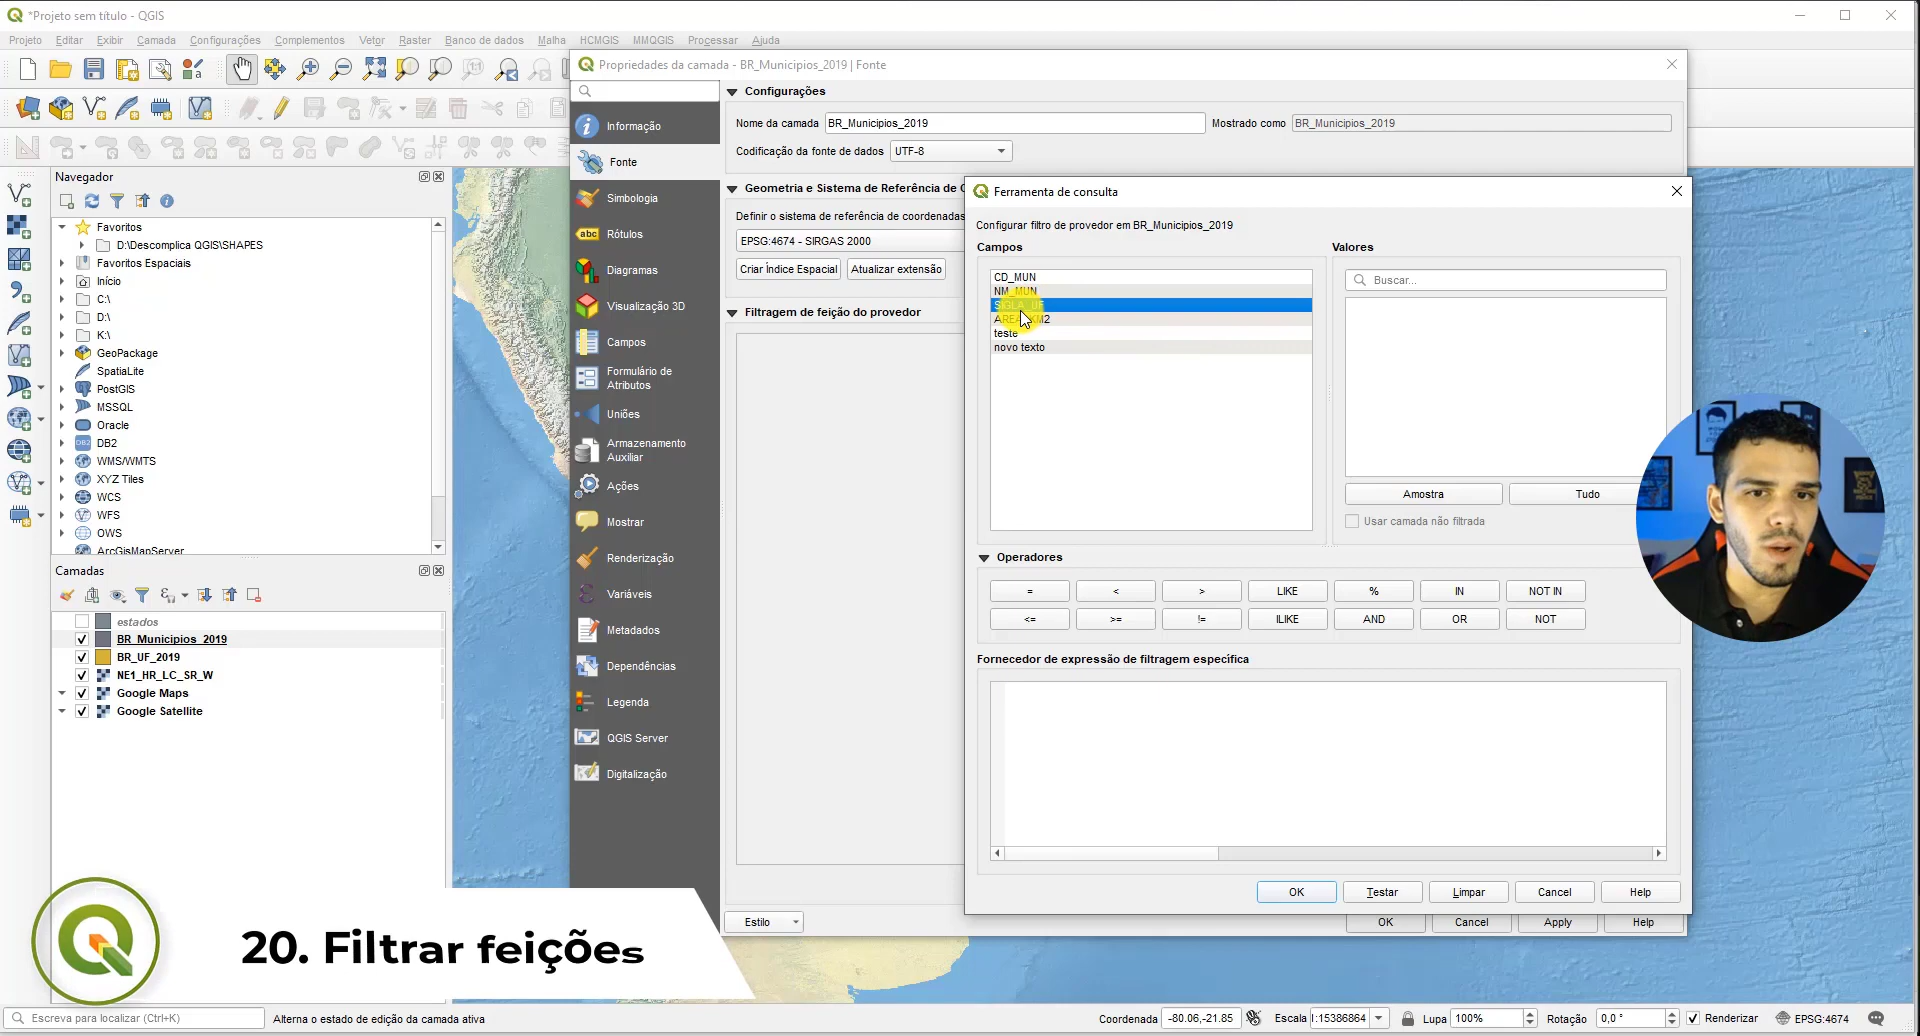 *Projeto sem título - QGIS
Projeto Editar Exibir Camada Configurações Complementos Vetor Raster Banco de dados Malha HCMGIS MMQGIS Processar Ajuda
Navegador
Favoritos
D:\Descomplica QGIS\SHAPES
Favoritos Espaciais
Início
C:\
D:\
K:\
GeoPackage
SpatiaLite
PostGIS
MSSQL
Oracle
DB2
WMS/WMTS
XYZ Tiles
WCS
WFS
OWS
ArcGisMapServer
Camadas
estados
BR_Municipios_2019
BR_UF_2019
NE1_HR_LC_SR_W
Google Maps
Google Satellite
Propriedades da camada - BR_Municipios_2019 | Fonte
Informação
Fonte
Simbologia
abc Rótulos
Diagramas
Visualização 3D
Campos
Formulário de
Atributos
Uniões
Armazenamento
Auxiliar
Ações
Mostrar
Renderização
Variáveis
Metadados
Dependências
Legenda
QGIS Server
Digitalização
Configurações
Nome da camada BR_Municipios_2019 Mostrado como BR_Municipios_2019
Codificação da fonte de dados UTF-8
Geometria e Sistema de Referência de C
Definir o sistema de referência de coordenadas
EPSG:4674 - SIRGAS 2000
Criar Índice Espacial Atualizar extensão
Filtragem de feição do provedor
Estilo OK Cancel Apply Help
Ferramenta de consulta
Configurar filtro de provedor em BR_Municipios_2019
Campos
CD_MUN
NM_MUN
SIGLA_UF
AREA_KM2
teste
novo texto
Valores
Buscar...
Amostra Tudo
Usar camada não filtrada
Operadores
= < > LIKE % IN NOT IN
<= >= != ILIKE AND OR NOT
Fornecedor de expressão de filtragem específica
OK Testar Limpar Cancel Help
20. Filtrar feições
Escreva para localizar (Ctrl+K) Alterna o estado de edição da camada ativa Coordenada -80.06,-21.85 Escala 1:15386864 Lupa 100% Rotação 0,0 ° Renderizar EPSG:4674